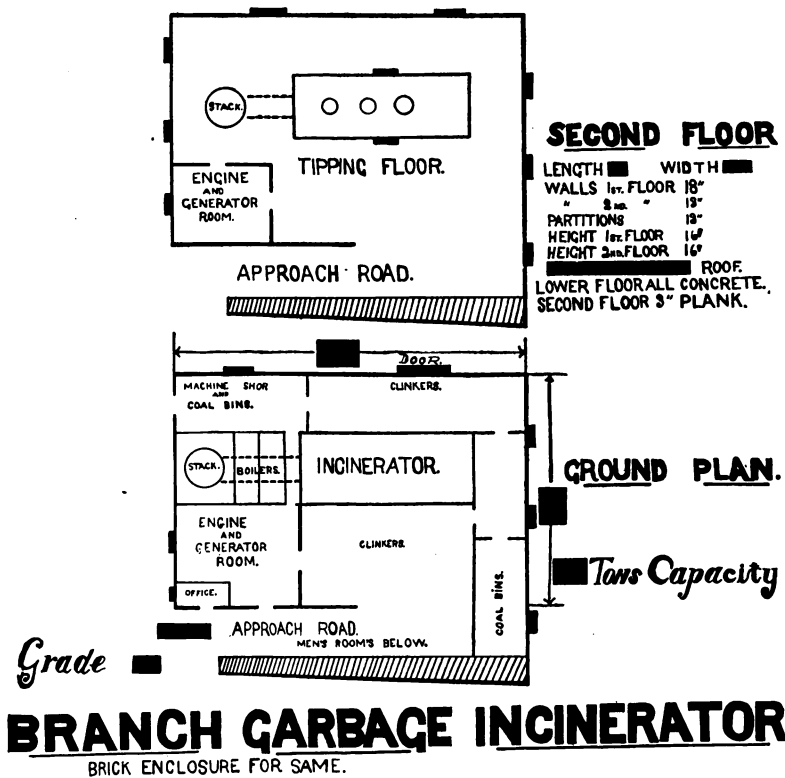 STACK.
TIPPING FLOOR.
ENGINE
AND
GENERATOR
ROOM.
APPROACH ROAD.
SECOND FLOOR
LENGTH WIDTH
WALLS 1ST. FLOOR 18"
" 2ND. " 13"
PARTITIONS 13"
HEIGHT 1ST. FLOOR 16'
HEIGHT 2ND. FLOOR 16'
ROOF.
LOWER FLOOR ALL CONCRETE.
SECOND FLOOR 3" PLANK.
DOOR.
MACHINE SHOP
AND
COAL BINS.
CLINKERS.
STACK.
BOILERS.
INCINERATOR.
GROUND PLAN.
ENGINE
AND
GENERATOR
ROOM.
CLINKERS.
OFFICE.
COAL BINS.
Tons Capacity
APPROACH ROAD.
MEN'S ROOM'S BELOW.
Grade
BRANCH GARBAGE INCINERATOR
BRICK ENCLOSURE FOR SAME.